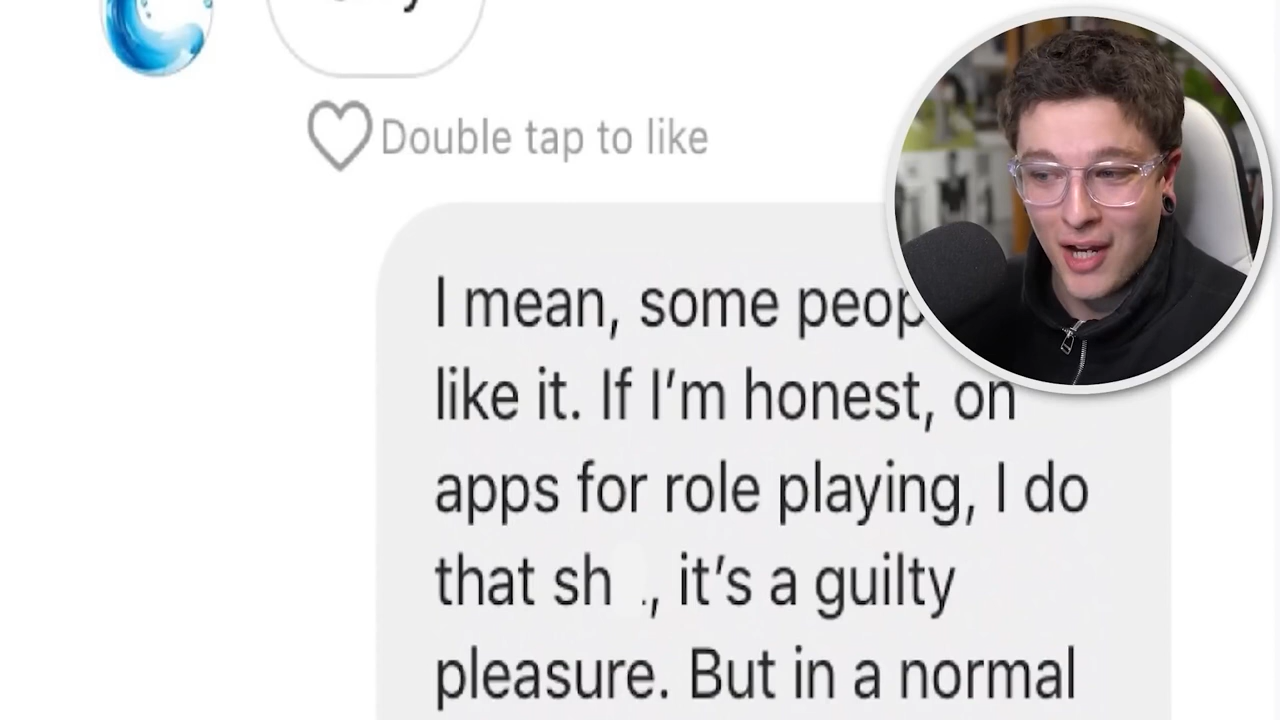 Double tap to like
I mean, some
like it. If I'm honest, on
apps for role playing, I do
that sh ., it's a guilty
pleasure. But in a normal